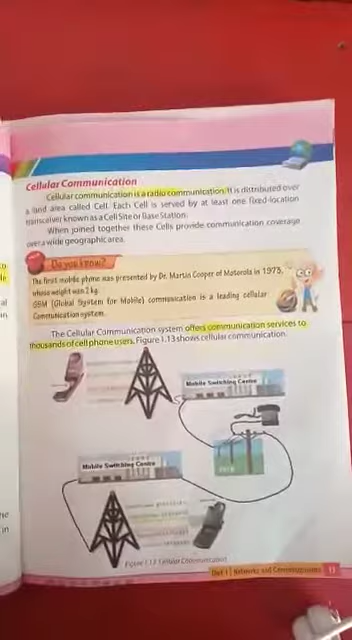 Cellular Communication
Cellular communication is a radio communication. It is distributed over
a land area called Cell. Each Cell is served by at least one fixed-location
transceiver known as a Cell Site or Base Station.
When joined together these Cells provide communication coverage
over a wide geographic area.
Do you know?
The first mobile phone was presented by Dr. Martin Cooper of Motorola in 1973,
whose weight was 2 kg.
GSM (Global System for Mobile) communication is a leading cellular
Communication system.
The Cellular Communication system offers communication services to
thousands of cell phone users. Figure 1.13 shows cellular communication.
Mobile Switching Centre
Mobile Switching Centre
Figure 1.13 Cellular Communication
Unit 1 | Networks and Communications